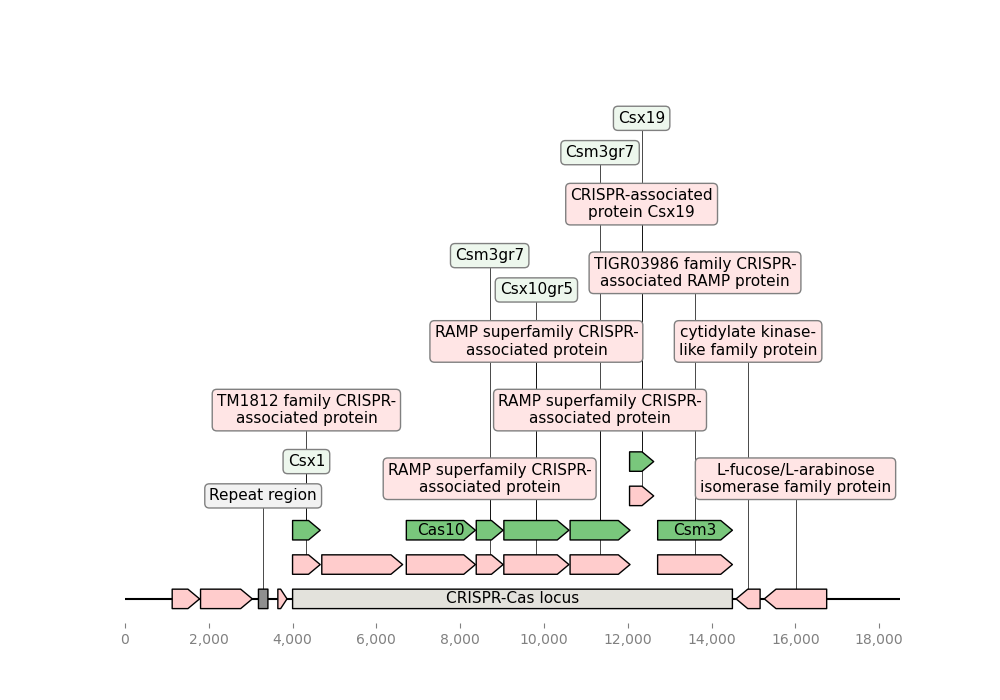 Csx19
Csm3gr7
CRISPR-associated
protein Csx19
Csm3gr7
TIGR03986 family CRISPR-
associated RAMP protein
Csx10gr5
RAMP superfamily CRISPR-
associated protein
cytidylate kinase-
like family protein
TM1812 family CRISPR-
associated protein
RAMP superfamily CRISPR-
associated protein
Csx1
RAMP superfamily CRISPR-
associated protein
L-fucose/L-arabinose
isomerase family protein
Repeat region
Cas10
Csm3
CRISPR-Cas locus
0 2,000 4,000 6,000 8,000 10,000 12,000 14,000 16,000 18,000